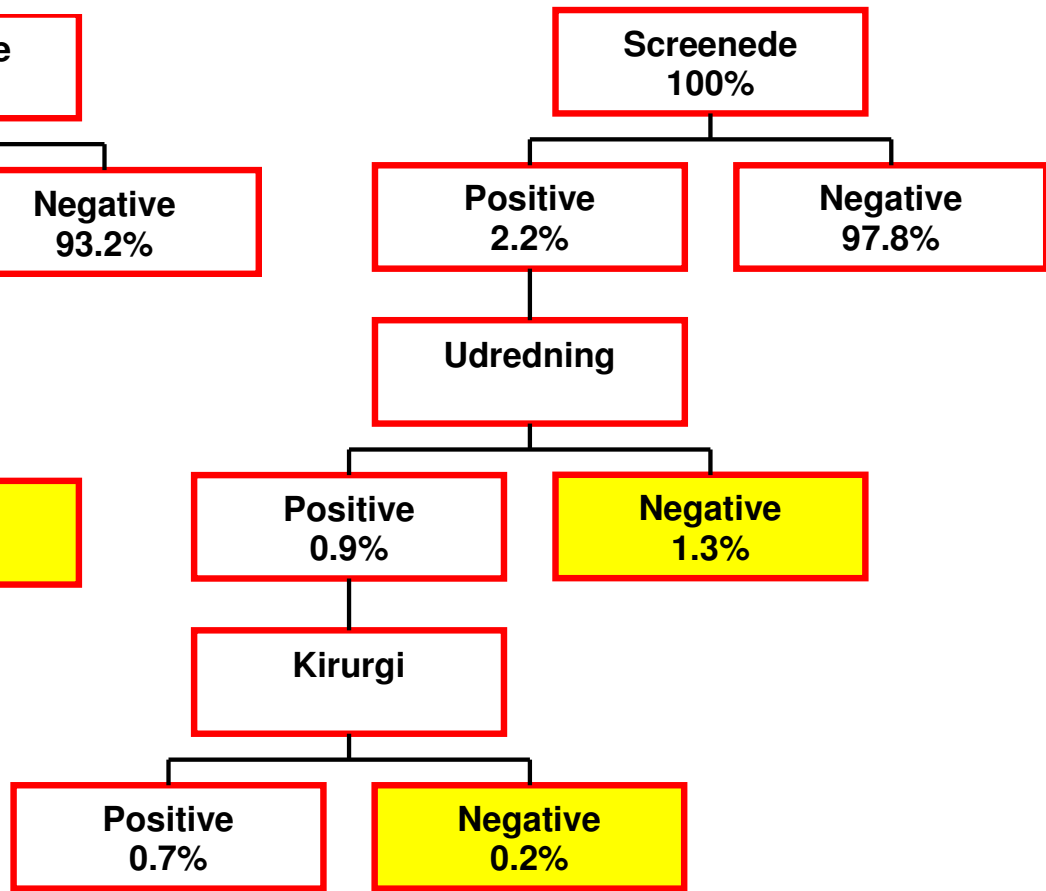 Screenede
100%
Negative
93.2%
Positive
2.2%
Negative
97.8%
Udredning
Positive
0.9%
Negative
1.3%
Kirurgi
Positive
0.7%
Negative
0.2%